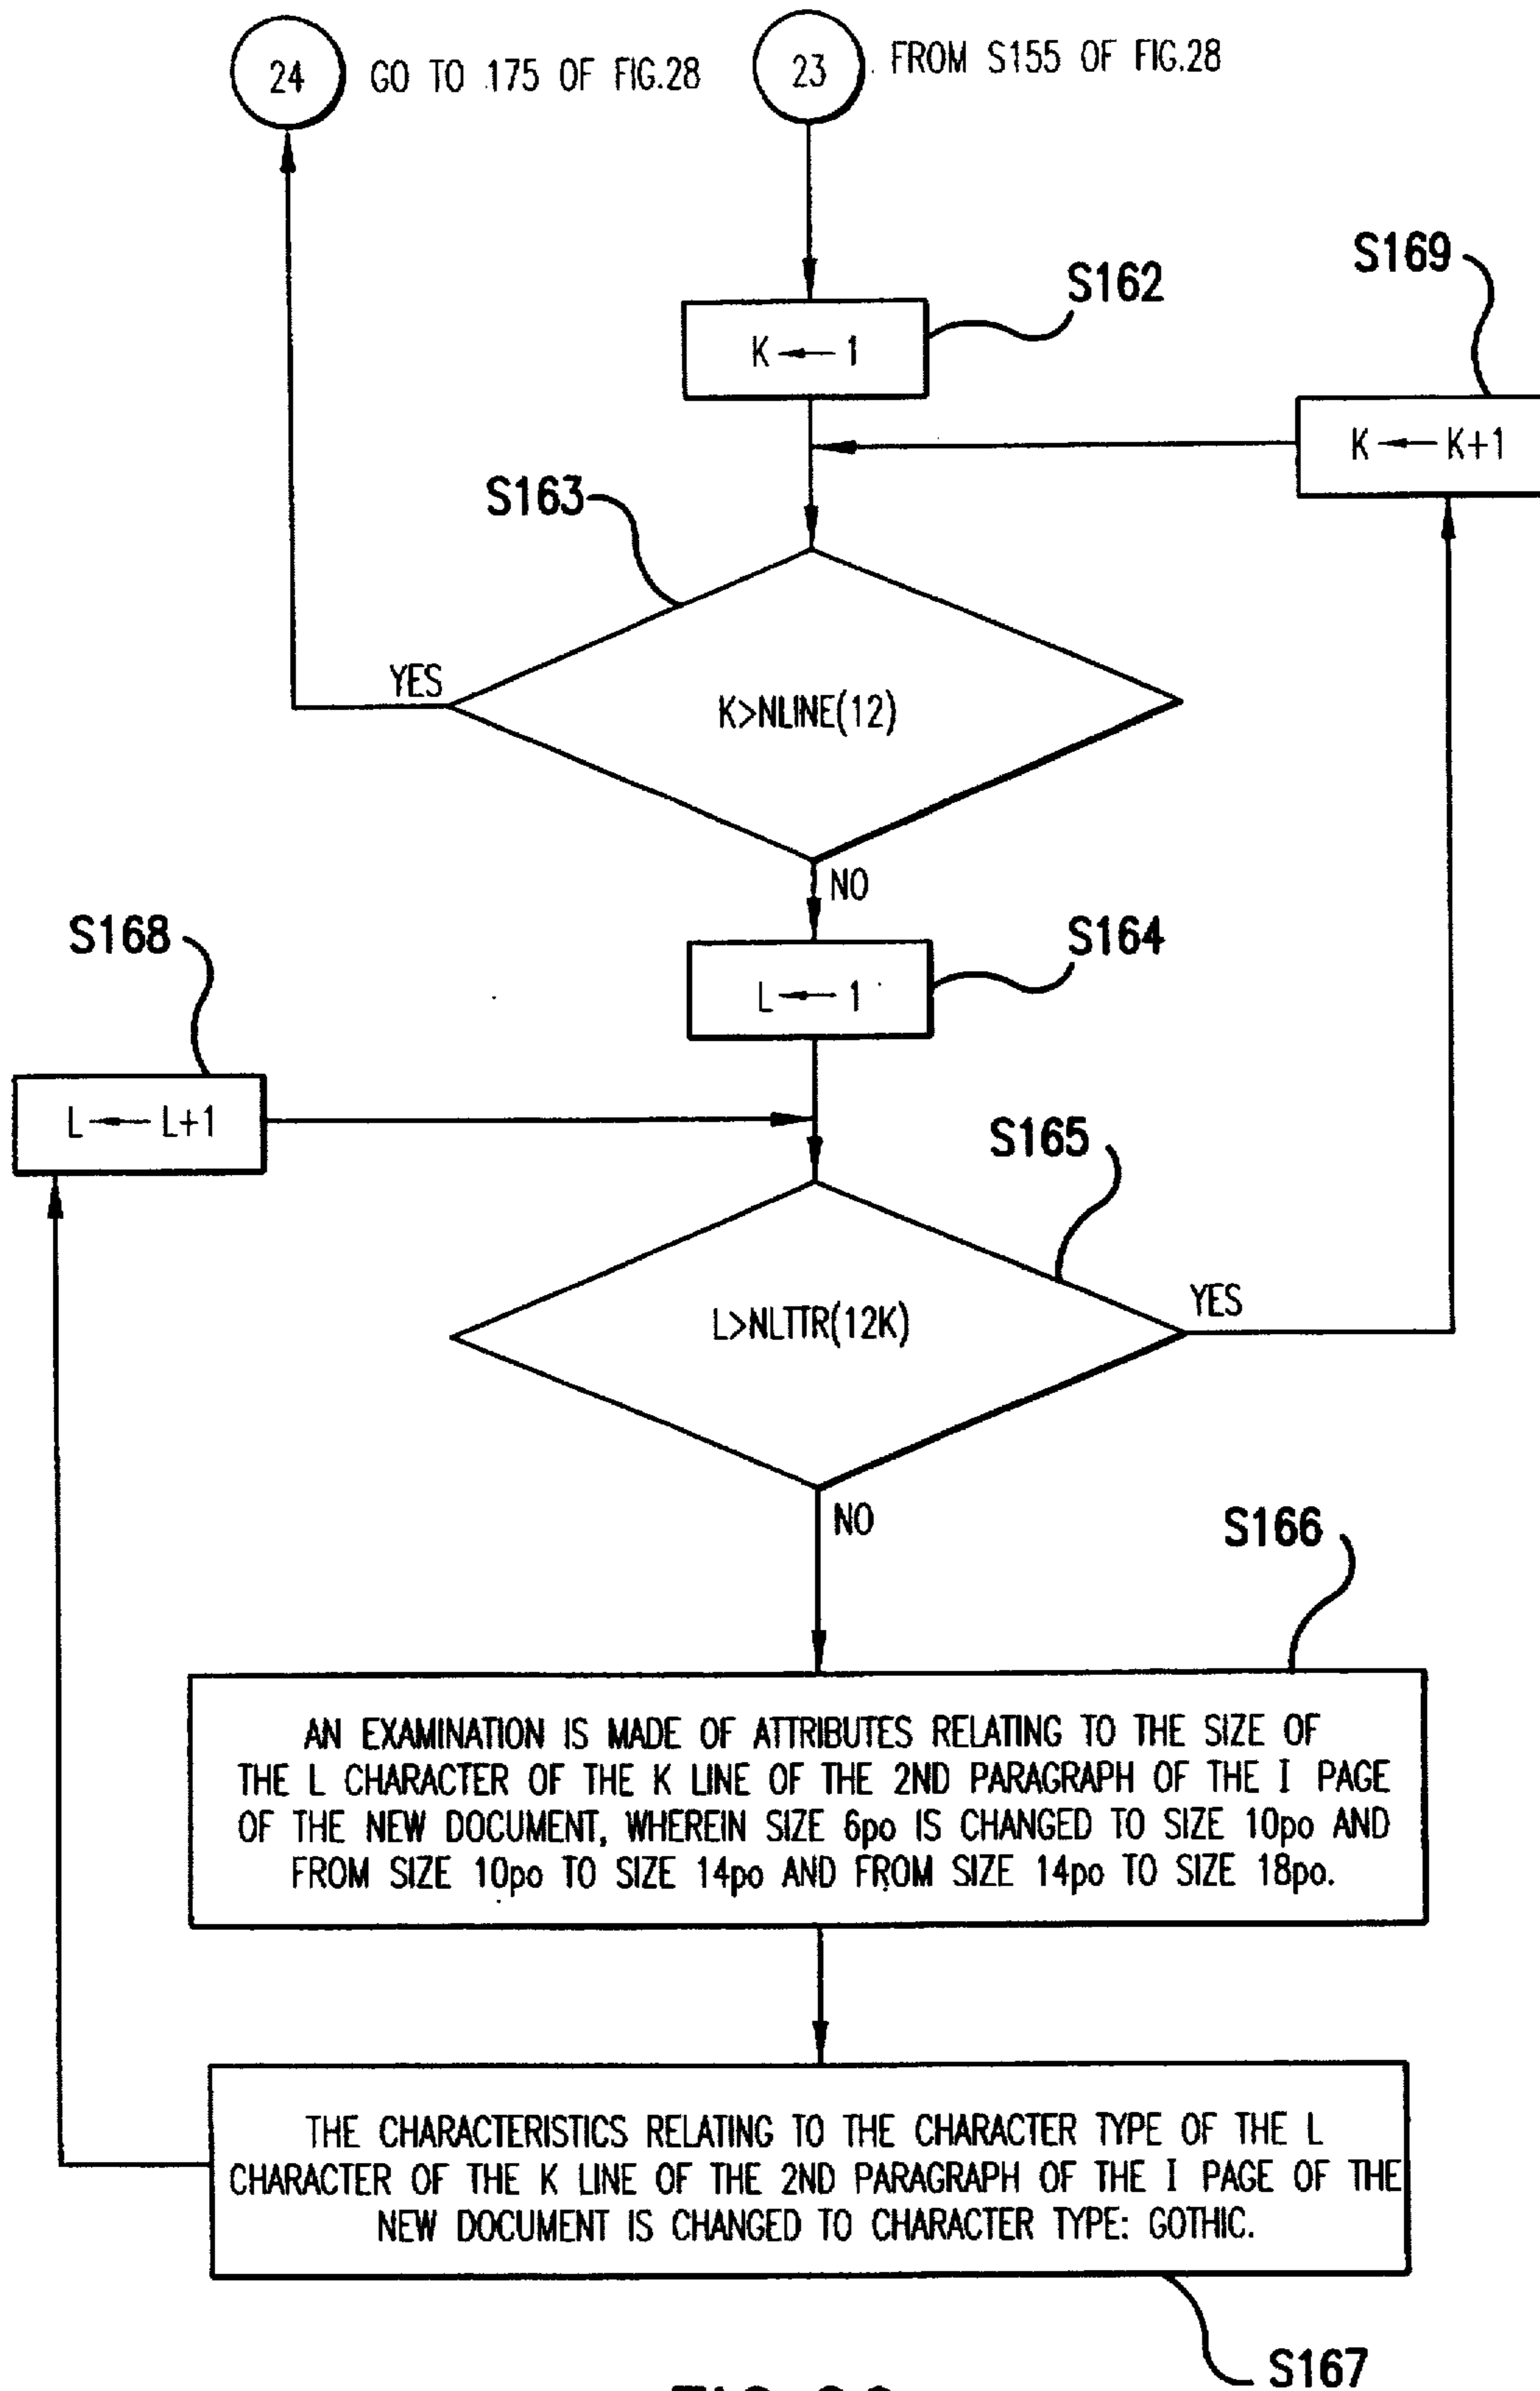 24 GO TO 175 OF FIG.28
23 FROM S155 OF FIG.28
S169
S162
K ← 1
K ← K+1
S163
YES
K>NLINE(12)
NO
S168
S164
L ← 1
L ← L+1
S165
YES
L>NLTTR(12K)
NO
S166
AN EXAMINATION IS MADE OF ATTRIBUTES RELATING TO THE SIZE OF
THE L CHARACTER OF THE K LINE OF THE 2ND PARAGRAPH OF THE I PAGE
OF THE NEW DOCUMENT, WHEREIN SIZE 6po IS CHANGED TO SIZE 10po AND
FROM SIZE 10po TO SIZE 14po AND FROM SIZE 14po TO SIZE 18po.
THE CHARACTERISTICS RELATING TO THE CHARACTER TYPE OF THE L
CHARACTER OF THE K LINE OF THE 2ND PARAGRAPH OF THE I PAGE OF THE
NEW DOCUMENT IS CHANGED TO CHARACTER TYPE: GOTHIC.
S167